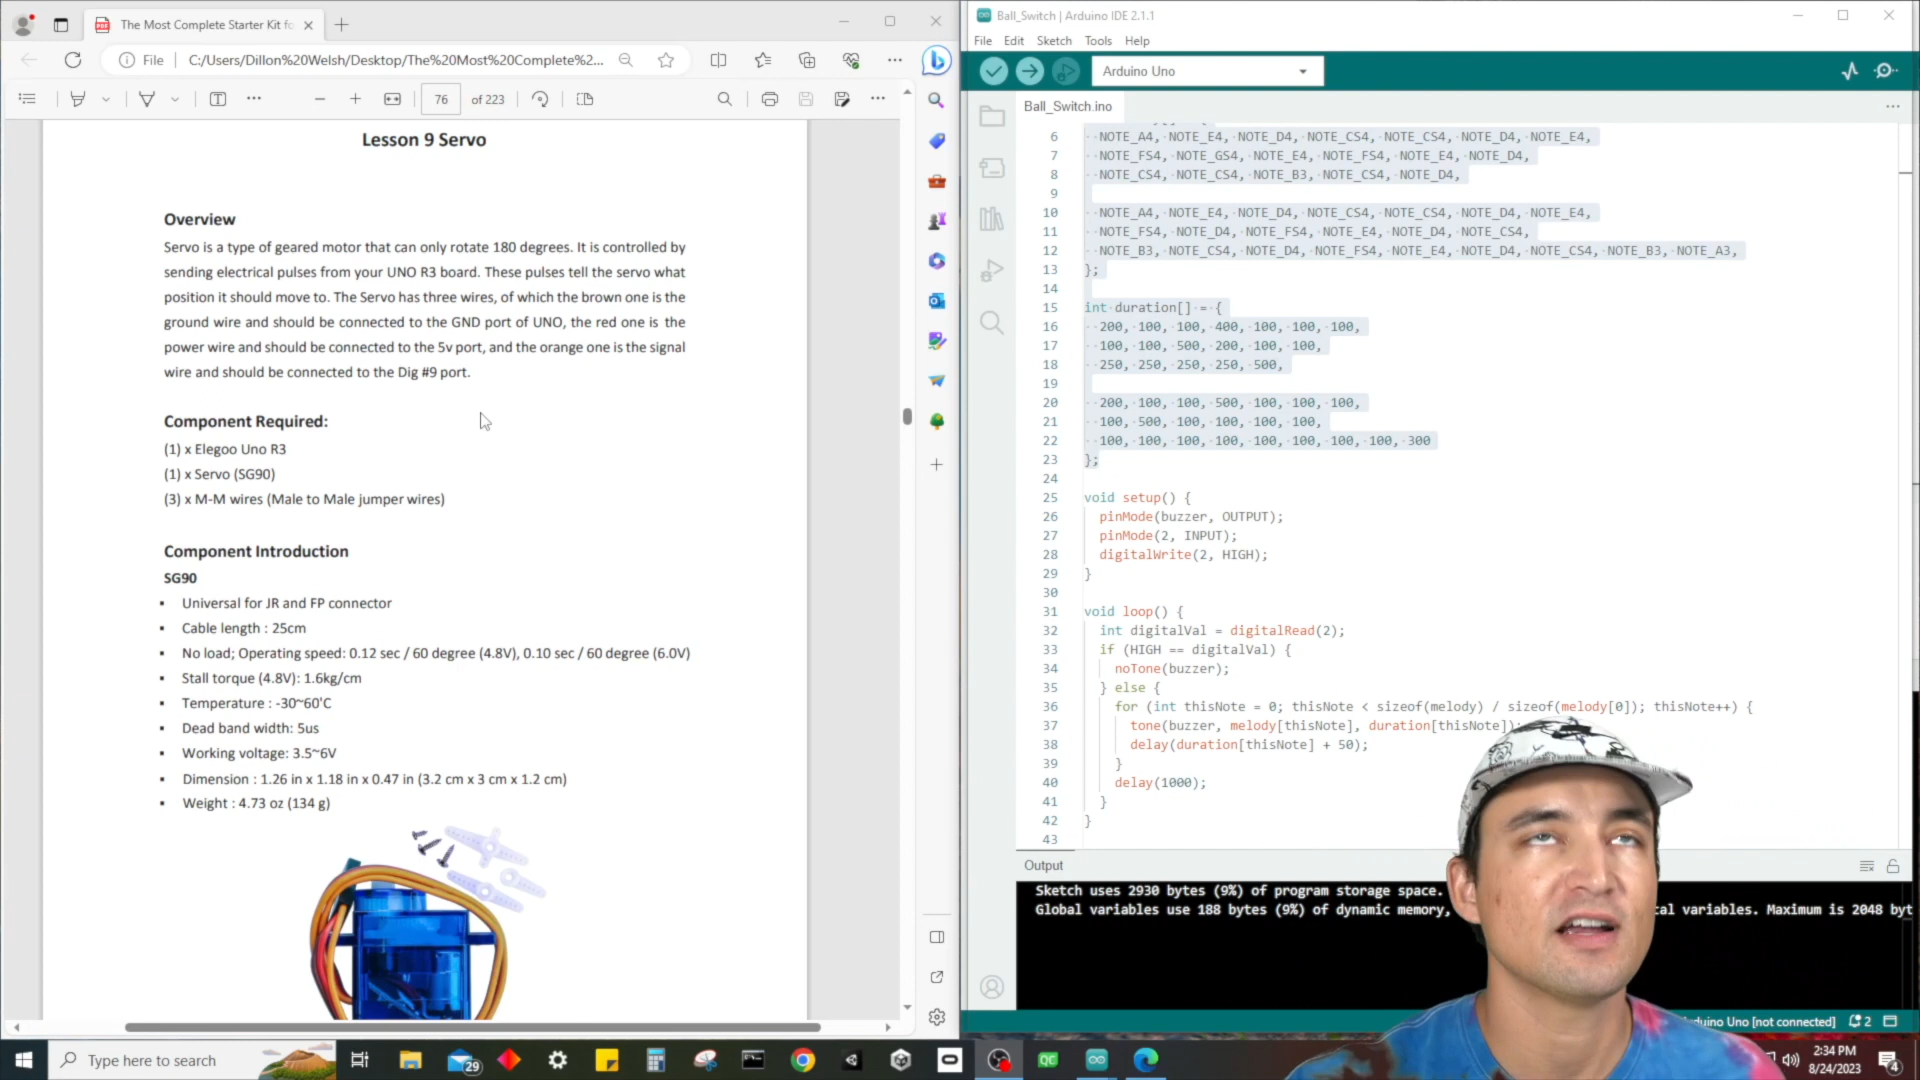 The Most Complete Starter Kit fo
File
C:/Users/Dillon%20Welsh/Desktop/The%20Most%20Complete%2...
76 of 223
Lesson 9 Servo
Overview
Servo is a type of geared motor that can only rotate 180 degrees. It is controlled by
sending electrical pulses from your UNO R3 board. These pulses tell the servo what
position it should move to. The Servo has three wires, of which the brown one is the
ground wire and should be connected to the GND port of UNO, the red one is the
power wire and should be connected to the 5v port, and the orange one is the signal
wire and should be connected to the Dig #9 port.
Component Required:
(1) x Elegoo Uno R3
(1) x Servo (SG90)
(3) x M-M wires (Male to Male jumper wires)
Component Introduction
SG90
▪ Universal for JR and FP connector
▪ Cable length : 25cm
▪ No load; Operating speed: 0.12 sec / 60 degree (4.8V), 0.10 sec / 60 degree (6.0V)
▪ Stall torque (4.8V): 1.6kg/cm
▪ Temperature : -30~60'C
▪ Dead band width: 5us
▪ Working voltage: 3.5~6V
▪ Dimension : 1.26 in x 1.18 in x 0.47 in (3.2 cm x 3 cm x 1.2 cm)
▪ Weight : 4.73 oz (134 g)
Ball_Switch | Arduino IDE 2.1.1
File Edit Sketch Tools Help
Arduino Uno
Ball_Switch.ino
6 NOTE_A4, NOTE_E4, NOTE_D4, NOTE_CS4, NOTE_CS4, NOTE_D4, NOTE_E4,
7 NOTE_FS4, NOTE_GS4, NOTE_E4, NOTE_FS4, NOTE_E4, NOTE_D4,
8 NOTE_CS4, NOTE_CS4, NOTE_B3, NOTE_CS4, NOTE_D4,
9
10 NOTE_A4, NOTE_E4, NOTE_D4, NOTE_CS4, NOTE_CS4, NOTE_D4, NOTE_E4,
11 NOTE_FS4, NOTE_D4, NOTE_FS4, NOTE_E4, NOTE_D4, NOTE_CS4,
12 NOTE_B3, NOTE_CS4, NOTE_D4, NOTE_FS4, NOTE_E4, NOTE_D4, NOTE_CS4, NOTE_B3, NOTE_A3,
13 };
14
15 int duration[] = {
16 200, 100, 100, 400, 100, 100, 100,
17 100, 100, 500, 200, 100, 100,
18 250, 250, 250, 250, 500,
19
20 200, 100, 100, 500, 100, 100, 100,
21 100, 500, 100, 100, 100, 100,
22 100, 100, 100, 100, 100, 100, 100, 100, 300
23 };
24
25 void setup() {
26 pinMode(buzzer, OUTPUT);
27 pinMode(2, INPUT);
28 digitalWrite(2, HIGH);
29 }
30
31 void loop() {
32 int digitalVal = digitalRead(2);
33 if (HIGH == digitalVal) {
34 noTone(buzzer);
35 } else {
36 for (int thisNote = 0; thisNote < sizeof(melody) / sizeof(melody[0]); thisNote++) {
37 tone(buzzer, melody[thisNote], duration[thisNote]);
38 delay(duration[thisNote] + 50);
39 }
40 delay(1000);
41 }
42 }
43
Output
Sketch uses 2930 bytes (9%) of program storage space.
Global variables use 188 bytes (9%) of dynamic memory, variables. Maximum is 2048 byt
Uno [not connected] 2
Type here to search
29
QC
2:34 PM
8/24/2023
4